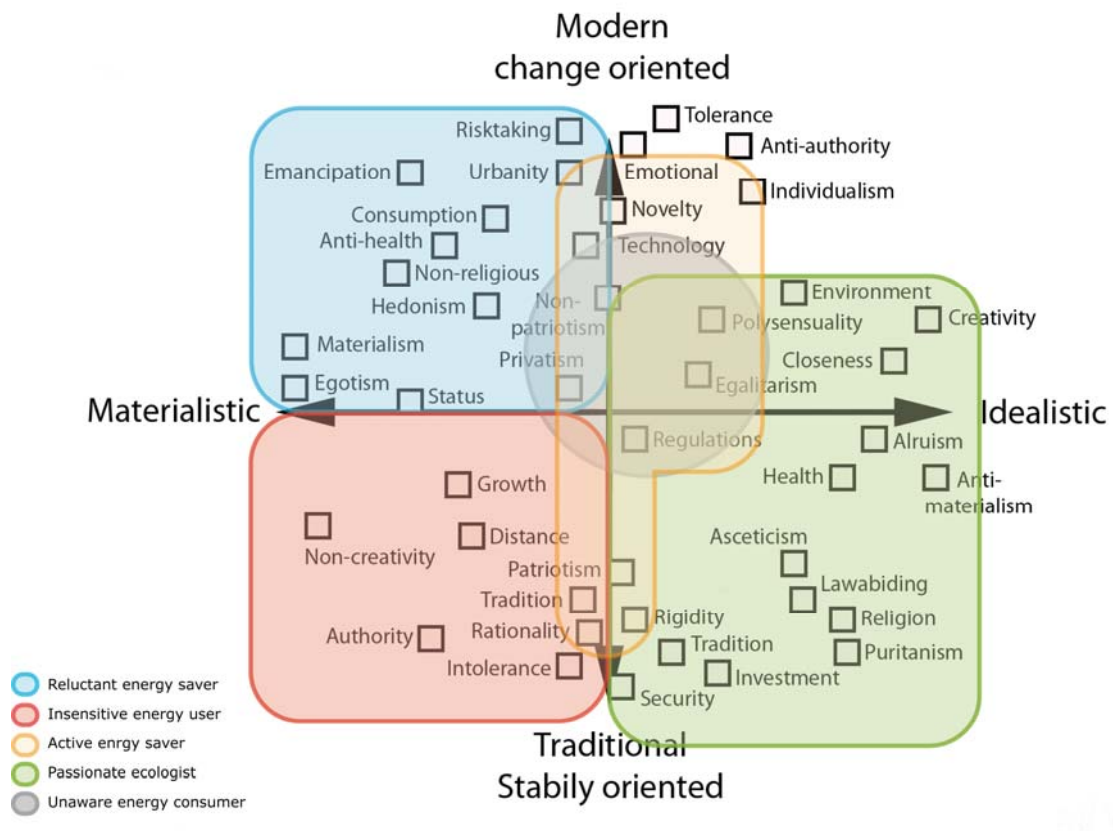 Modern
change oriented
Tolerance
Risktaking
Anti-authority
Emancipation
Urbanity
Emotional
Individualism
Consumption
Novelty
Anti-health
Technology
Non-religious
Environment
Hedonism
Non-
patriotism
Polysensuality
Creativity
Materialism
Privatism
Closeness
Egotism
Egalitarism
Status
Materialistic
Idealistic
Regulations
Alruism
Growth
Health
Anti-
materialism
Non-creativity
Distance
Asceticism
Patriotism
Lawabiding
Tradition
Rigidity
Religion
Authority
Rationality
Tradition
Puritanism
Intolerance
Investment
Security
Reluctant energy saver
Insensitive energy user
Active enrgy saver
Passionate ecologist
Unaware energy consumer
Traditional
Stabily oriented